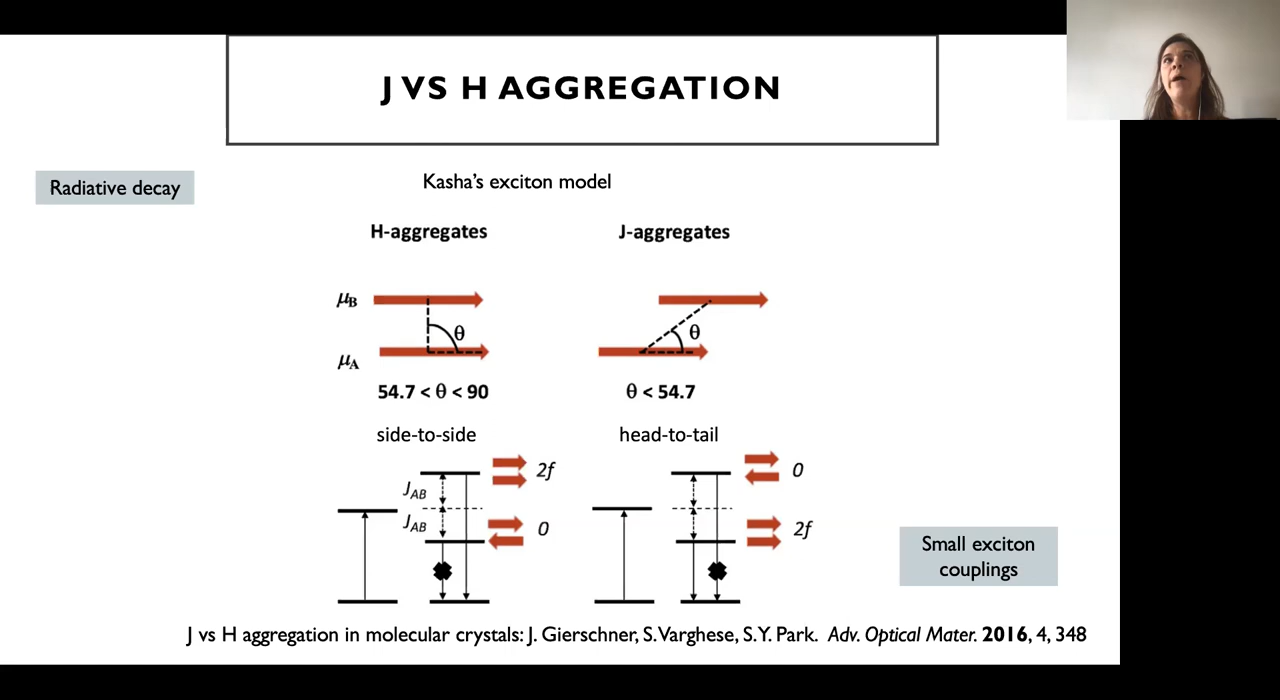 J VS H AGGREGATION
Radiative decay
Kasha's exciton model
H-aggregates
J-aggregates
μB
θ
θ
μA
54.7 < θ < 90
θ < 54.7
side-to-side
head-to-tail
2f
0
JAB
JAB
0
2f
Small exciton
couplings
J vs H aggregation in molecular crystals: J. Gierschner, S. Varghese, S.Y. Park. Adv. Optical Mater. 2016, 4, 348